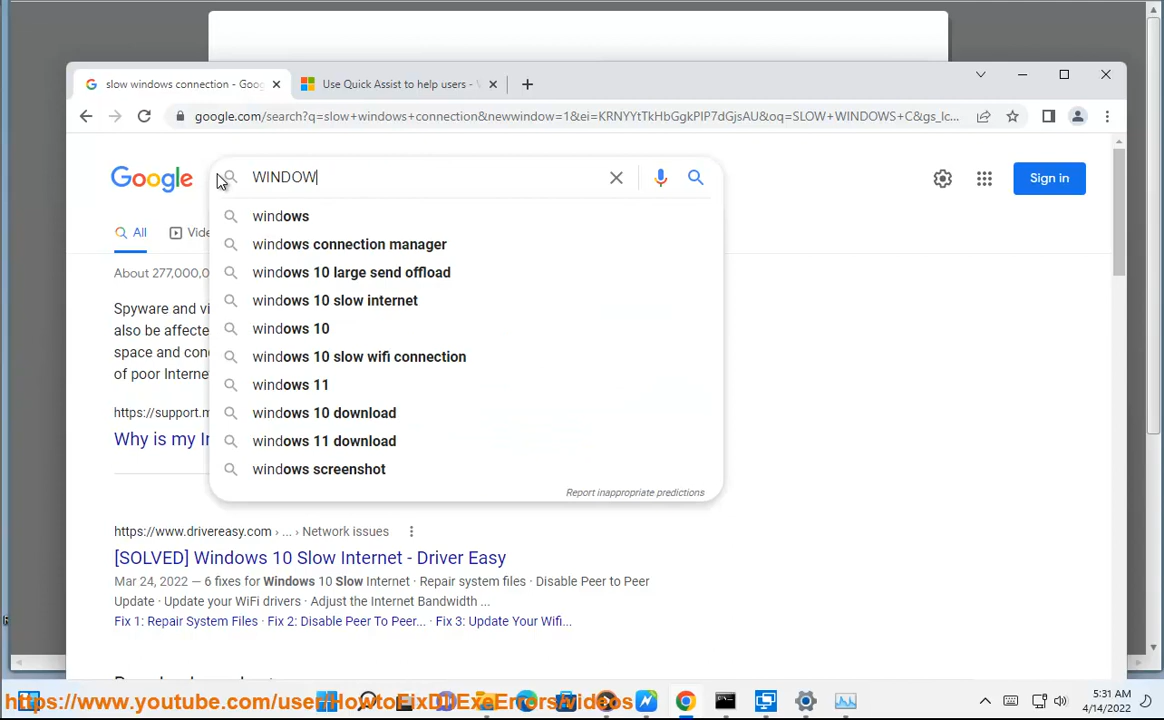 slow windows connection - Goog
Use Quick Assist to help users -
google.com/search?q=slow+windows+connection&newwindow=1&ei=KRNYYtTkHbGgkPIP7dGjsAU&oq=SLOW+WINDOWS+C&gs_lc...
Google
WINDOW
Sign in
windows
All
Vide
windows connection manager
About 277,000,0
windows 10 large send offload
windows 10 slow internet
Spyware and vi
windows 10
also be affecte
space and con
windows 10 slow wifi connection
of poor Internet
windows 11
https://support.m
windows 10 download
Why is my In
windows 11 download
windows screenshot
Report inappropriate predictions
https://www.drivereasy.com › ... › Network issues
[SOLVED] Windows 10 Slow Internet - Driver Easy
Mar 24, 2022 — 6 fixes for Windows 10 Slow Internet · Repair system files · Disable Peer to Peer
Update · Update your WiFi drivers · Adjust the Internet Bandwidth ...
Fix 1: Repair System Files · Fix 2: Disable Peer To Peer... · Fix 3: Update Your Wifi...
https://www.youtube.com/user/HowtoFixDllExeErrors/videos
5:31 AM
4/14/2022